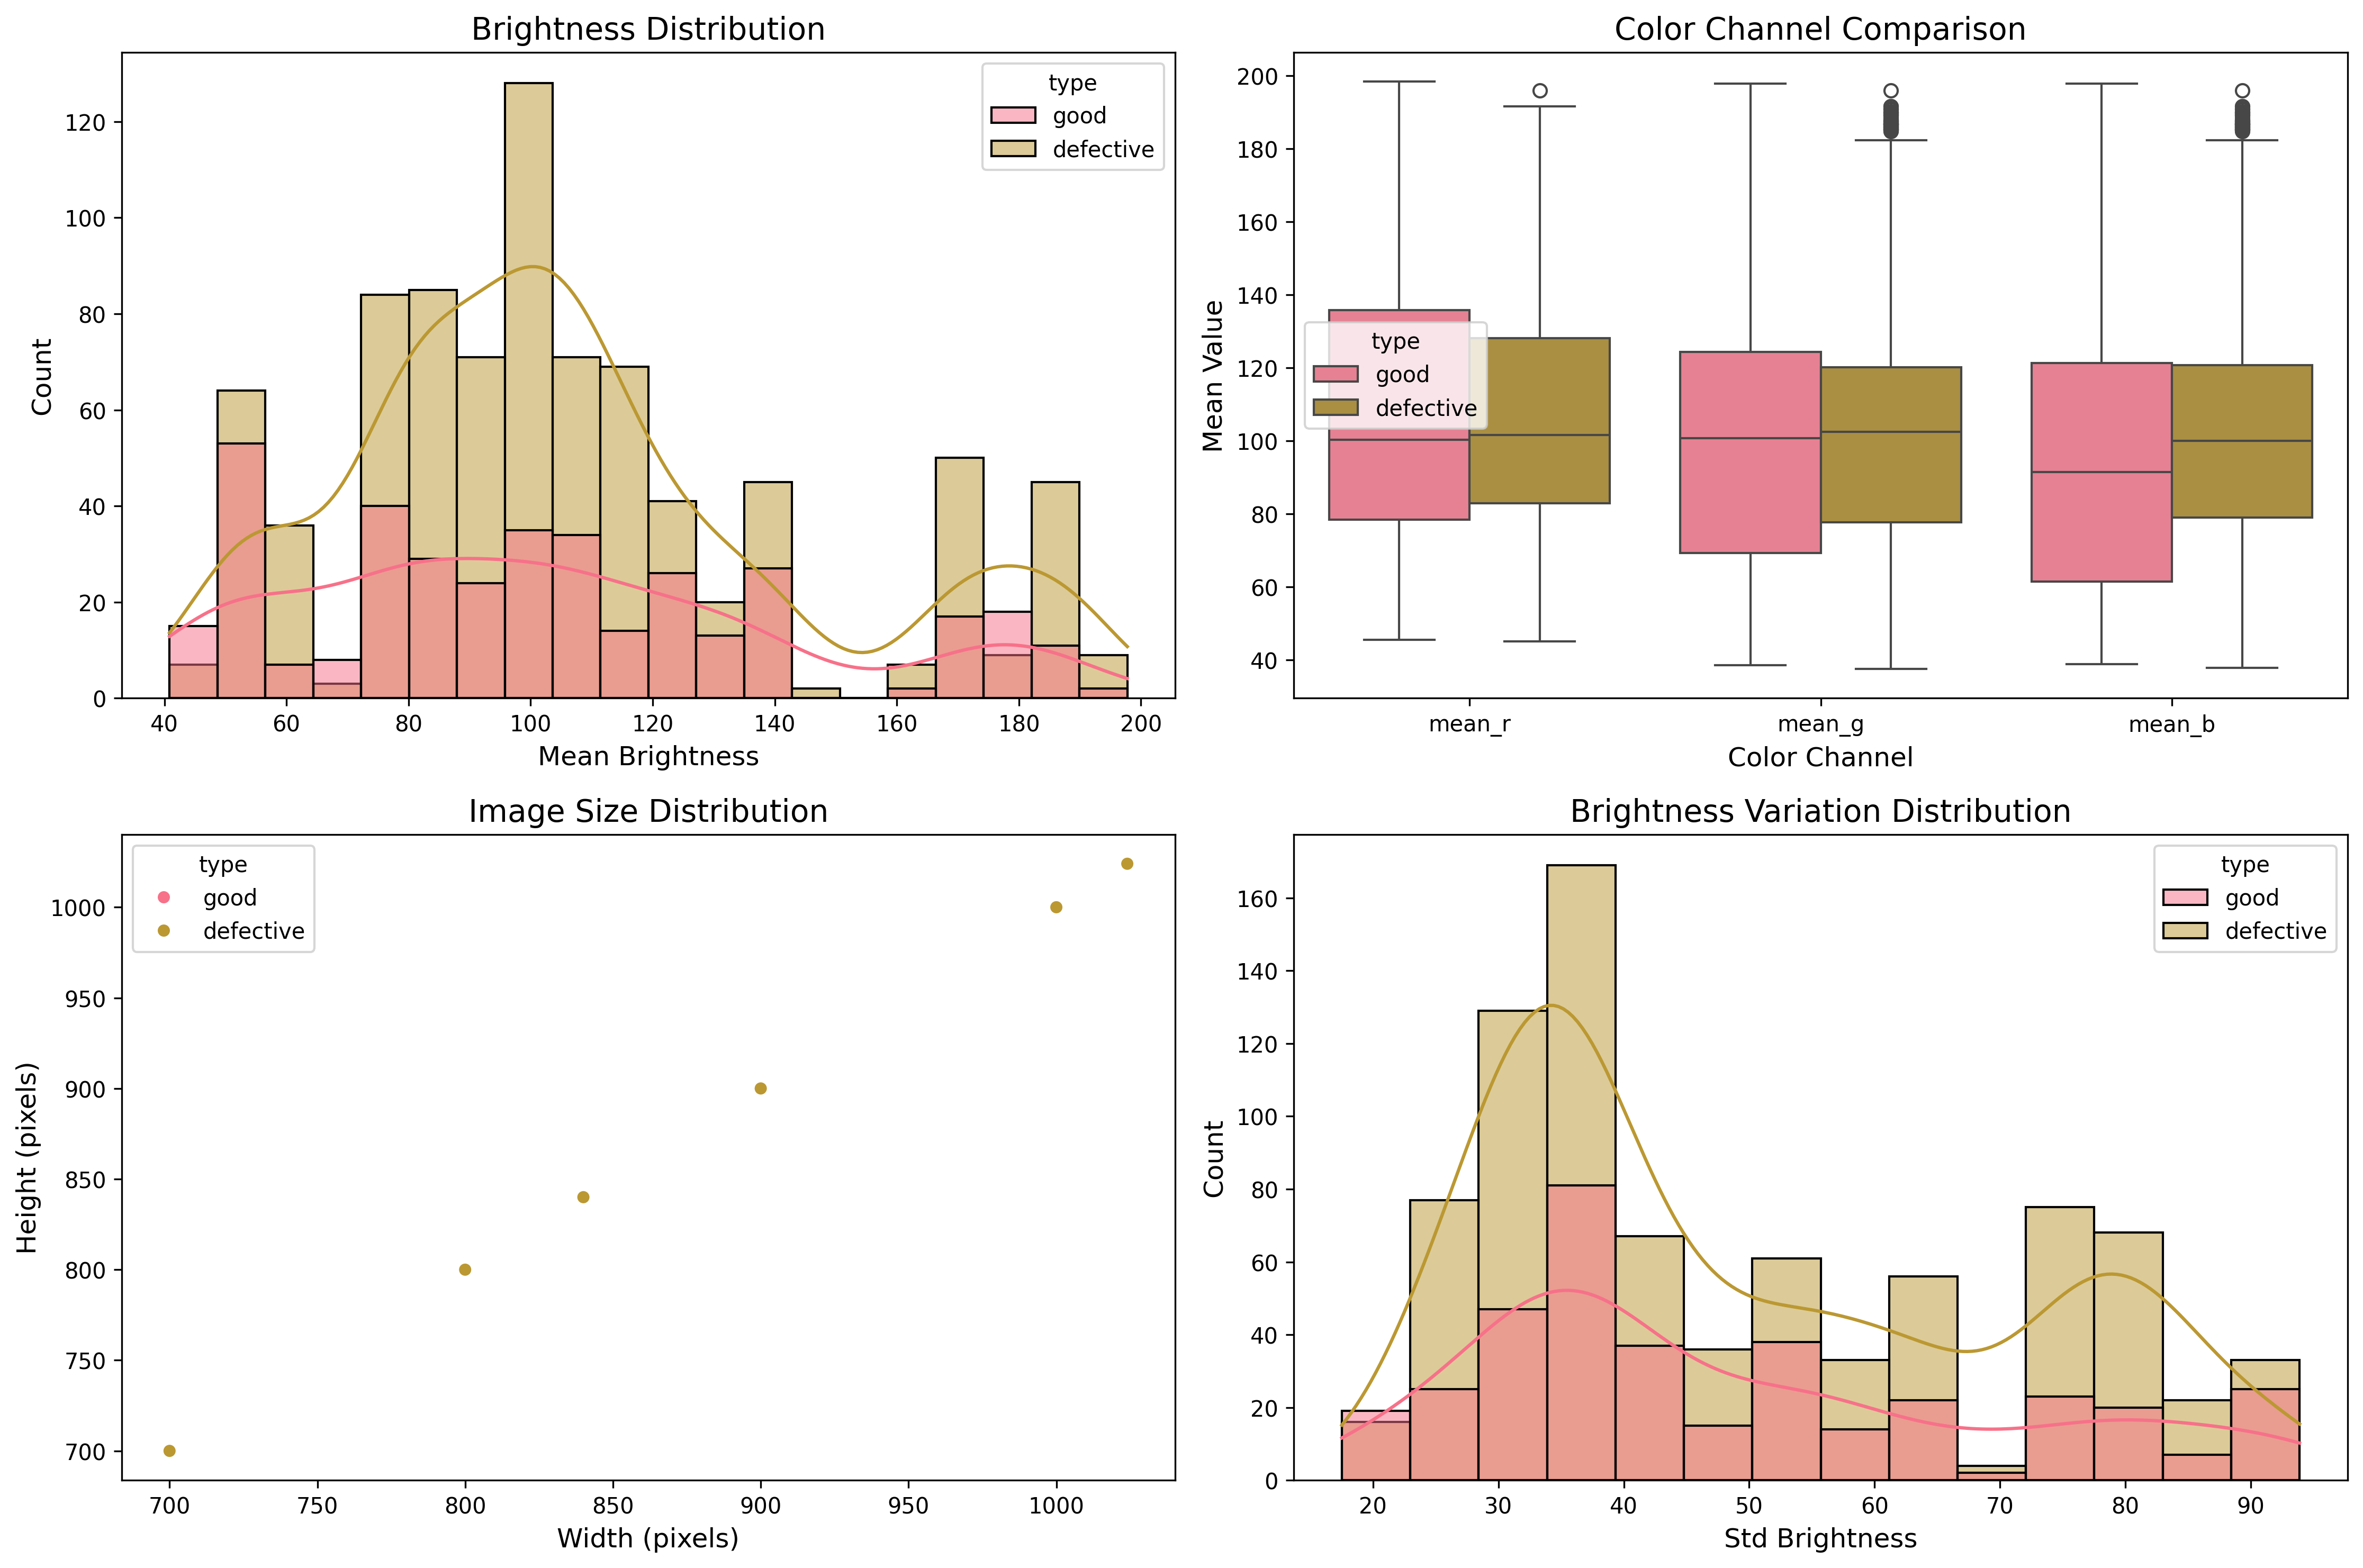 Brightness Distribution
type
good
defective
120
100
80
60
40
20
0
Count
40 60 80 100 120 140 160 180 200
Mean Brightness
Color Channel Comparison
200
180
160
140
120
100
80
60
40
Mean Value
type
good
defective
mean_r mean_g mean_b
Color Channel
Image Size Distribution
type
good
defective
1000
950
900
850
800
750
700
Height (pixels)
700 750 800 850 900 950 1000
Width (pixels)
Brightness Variation Distribution
type
good
defective
160
140
120
100
80
60
40
20
0
Count
20 30 40 50 60 70 80 90
Std Brightness